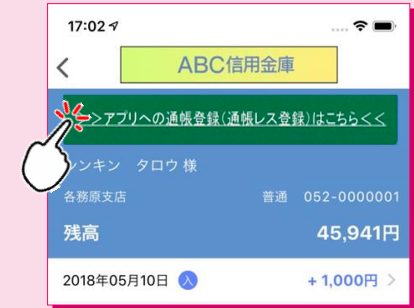 17:02
ABC信用金庫
>アプリへの通帳登録(通帳レス登録)はこちら<<
シンキン タロウ 様
各務原支店 普通 052-0000001
残高 45,941円
2018年05月10日 入 +1,000円 >